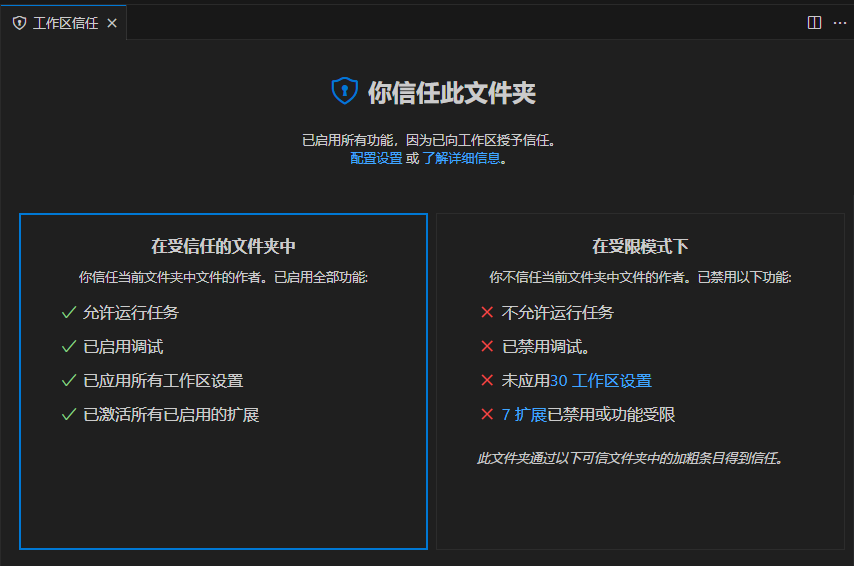 工作区信任
你信任此文件夹
已启用所有功能，因为已向工作区授予信任。
配置设置 或 了解详细信息。
在受信任的文件夹中
你信任当前文件夹中文件的作者。已启用全部功能:
允许运行任务
已启用调试
已应用所有工作区设置
已激活所有已启用的扩展
在受限模式下
你不信任当前文件夹中文件的作者。已禁用以下功能:
不允许运行任务
已禁用调试。
未应用30 工作区设置
7 扩展已禁用或功能受限
此文件夹通过以下可信文件夹中的加粗条目得到信任。